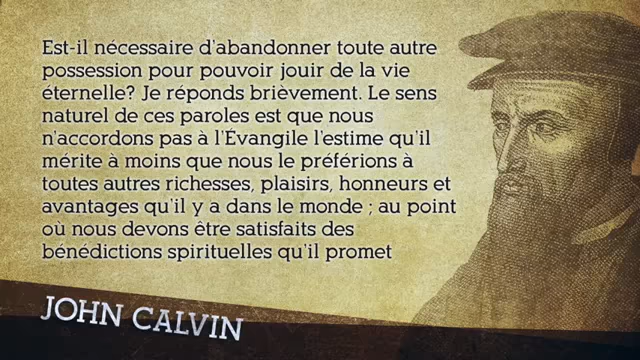 Est-il nécessaire d'abandonner toute autre
possession pour pouvoir jouir de la vie
éternelle? Je réponds brièvement. Le sens
naturel de ces paroles est que nous
n'accordons pas à l'Évangile l'estime qu'il
mérite à moins que nous le préférions à
toutes autres richesses, plaisirs, honneurs et
avantages qu'il y a dans le monde ; au point
où nous devons être satisfaits des
bénédictions spirituelles qu'il promet
JOHN CALVIN